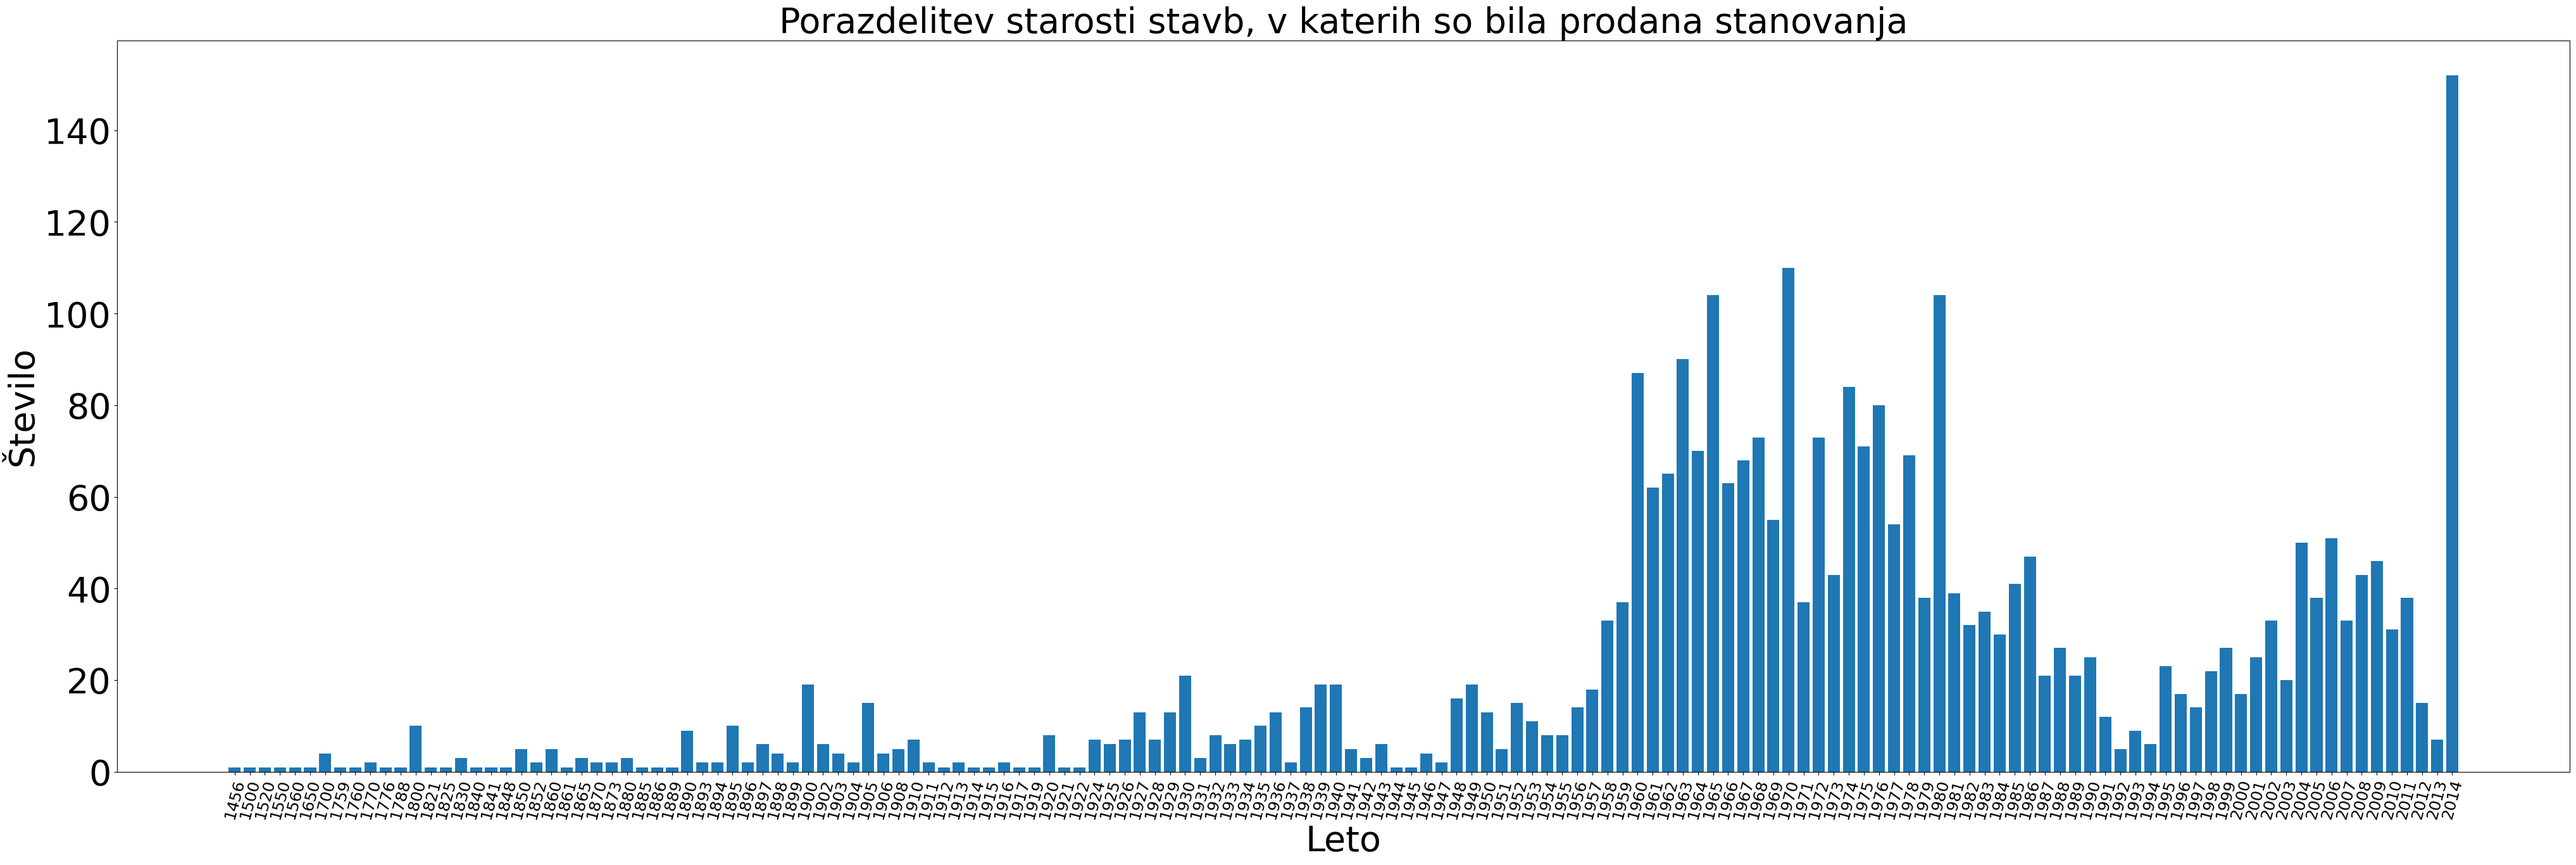 Porazdelitev starosti stavb, v katerih so bila prodana stanovanja
Število
140
120
100
80
60
40
20
0
1456 1500 1520 1550 1560 1650 1700 1759 1760 1770 1776 1788 1800 1821 1825 1830 1840 1841 1848 1850 1852 1860 1861 1865 1870 1873 1880 1885 1886 1889 1890 1893 1894 1895 1896 1897 1898 1899 1900 1902 1903 1904 1905 1906 1908 1910 1911 1912 1913 1914 1915 1916 1917 1919 1920 1921 1922 1924 1925 1926 1927 1928 1929 1930 1931 1932 1933 1934 1935 1936 1937 1938 1939 1940 1941 1942 1943 1944 1945 1946 1947 1948 1949 1950 1951 1952 1953 1954 1955 1956 1957 1958 1959 1960 1961 1962 1963 1964 1965 1966 1967 1968 1969 1970 1971 1972 1973 1974 1975 1976 1977 1978 1979 1980 1981 1982 1983 1984 1985 1986 1987 1988 1989 1990 1991 1992 1993 1994 1995 1996 1997 1998 1999 2000 2001 2002 2003 2004 2005 2006 2007 2008 2009 2010 2011 2012 2013 2014
Leto